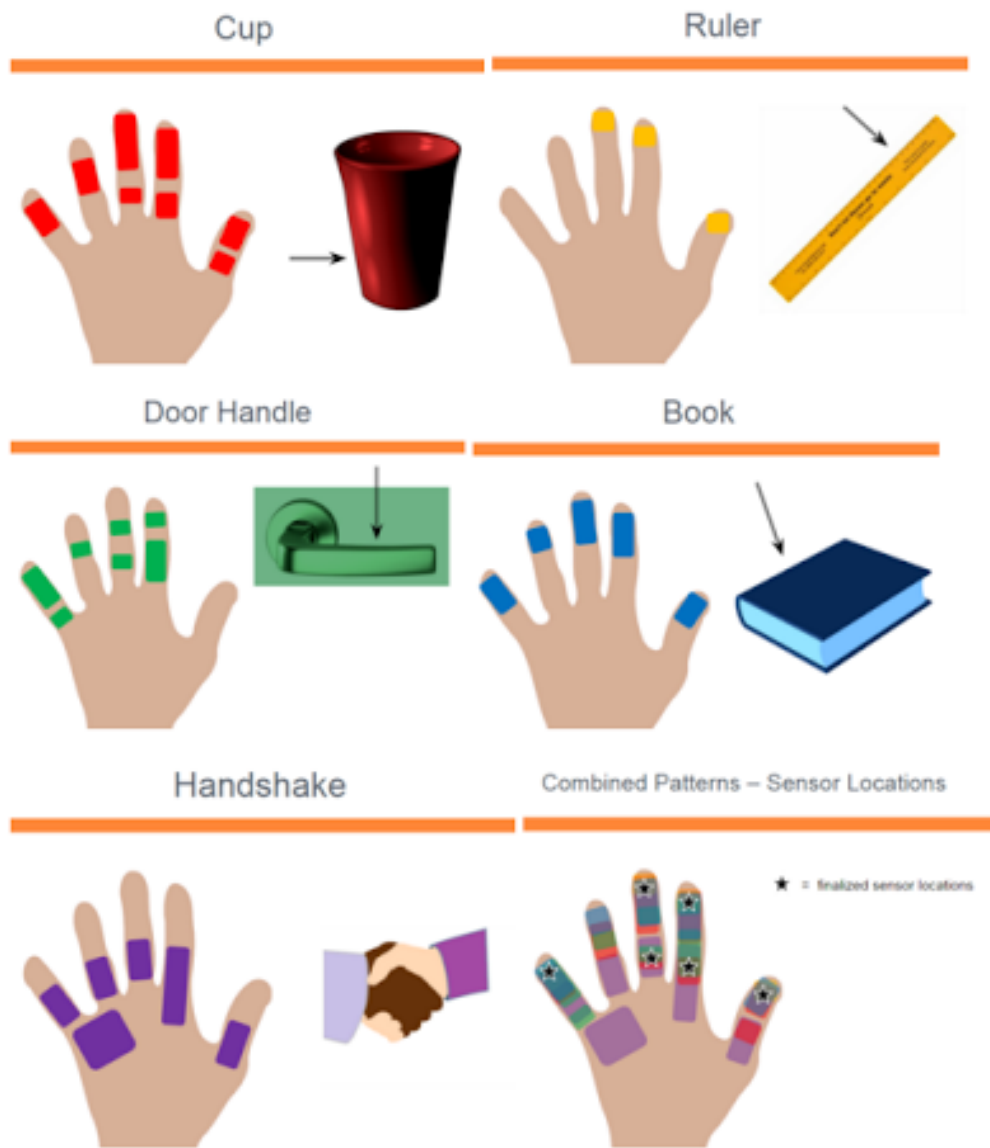 Cup
Ruler
Door Handle
Book
Handshake
Combined Patterns – Sensor Locations
= finalized sensor locations